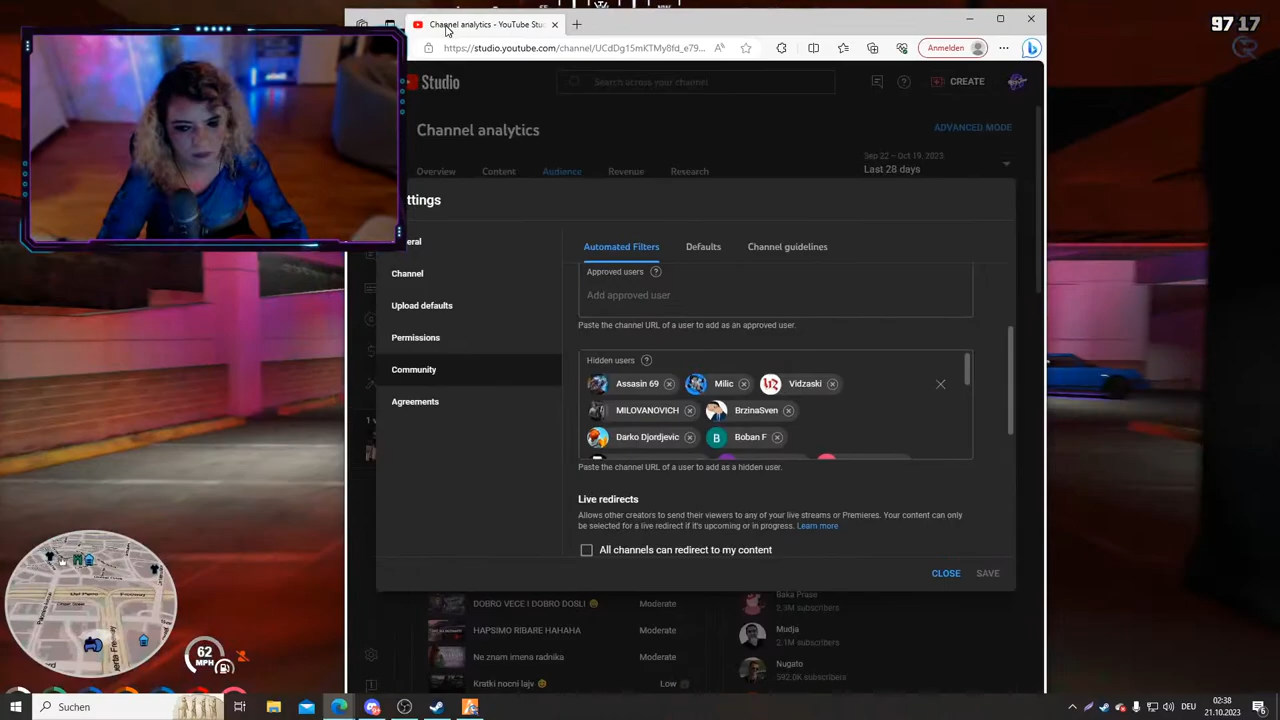 Channel analytics - YouTube Stu
97 17
https://studio.youtube.com/channel/UCdDg15mKTMy8fd_e79...
Anmelden
Studio
Search across your channel
CREATE
Channel analytics
ADVANCED MODE
Sep 22 – Oct 19, 2023
Last 28 days
Overview
Content
Audience
Revenue
Research
ttings
eral
Channel
Upload defaults
Permissions
Community
Agreements
Automated Filters
Defaults
Channel guidelines
Approved users
Add approved user
Paste the channel URL of a user to add as an approved user.
Hidden users
Assasin 69
Milic
Vidzaski
MILOVANOVICH
BrzinaSven
Darko Djordjevic
B
Boban F
Paste the channel URL of a user to add as a hidden user.
Live redirects
Allows other creators to send their viewers to any of your live streams or Premieres. Your content can only
be selected for a live redirect if it's upcoming or in progress. Learn more
All channels can redirect to my content
CLOSE
SAVE
DOBRO VECE I DOBRO DOSLI
Moderate
HAPSIMO RIBARE HAHAHA
Moderate
Ne znam imena radnika
Moderate
Kratki nocni lajv
Low
Baka Prase
2.3M subscribers
Mudja
2.1M subscribers
Nugato
592.0K subscribers
62
MPH
Suchen
DEU
02:38
21.10.2023